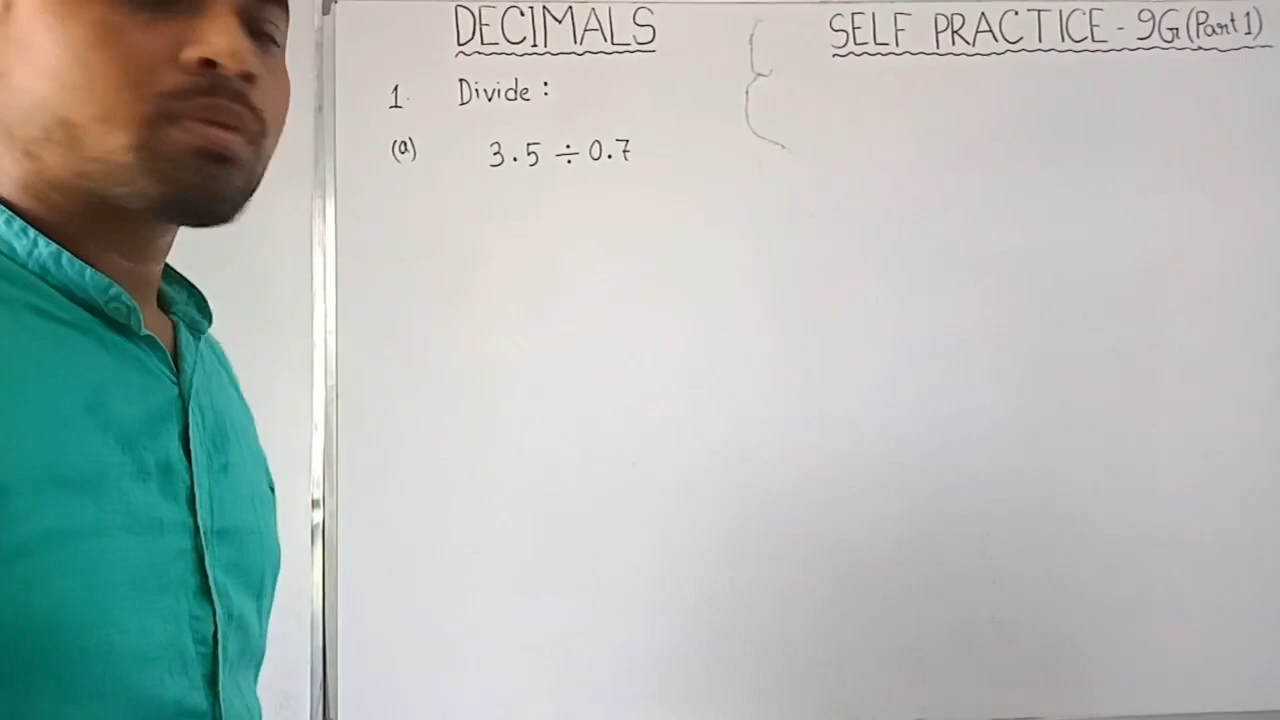 DECIMALS
SELF PRACTICE - 9G (Part 1)
1. Divide :
(a) 3.5 ÷ 0.7